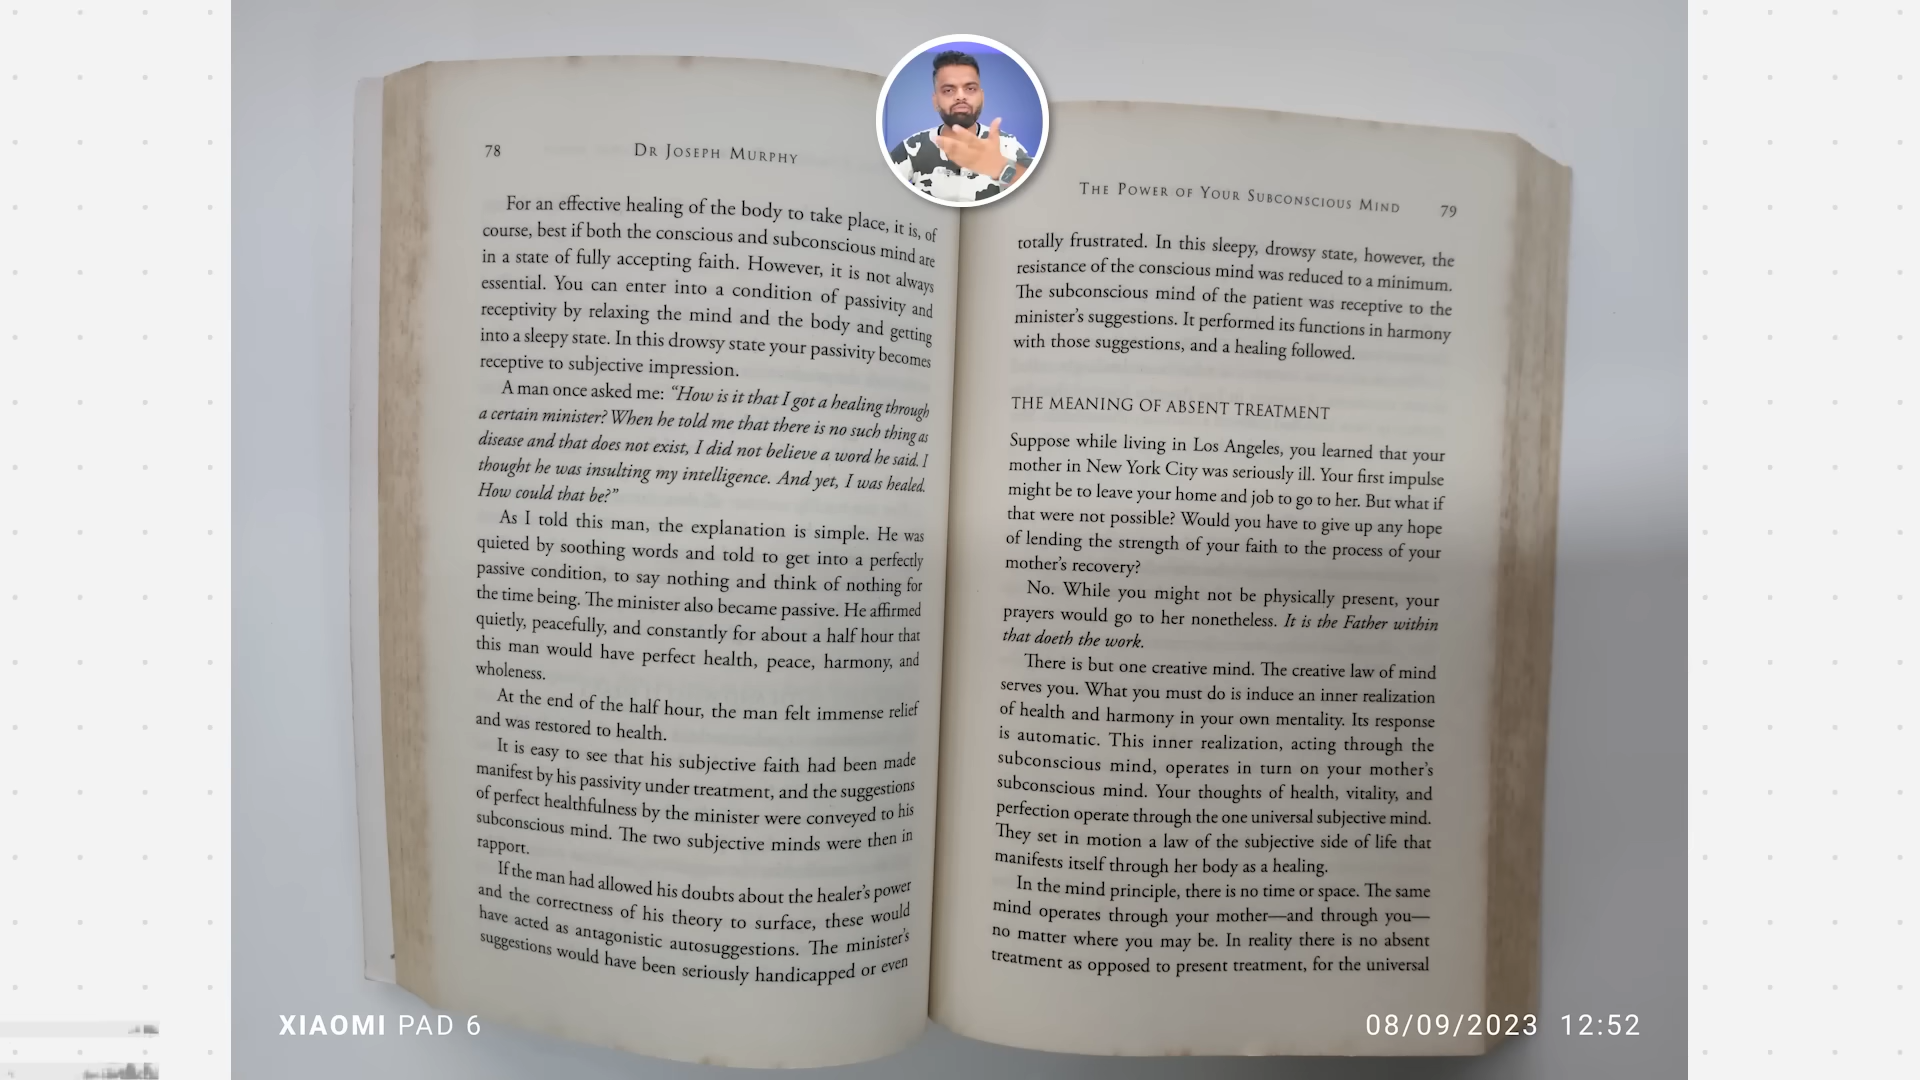 78
DR JOSEPH MURPHY
For an effective healing of the body to take place, it is, of
course, best if both the conscious and subconscious mind are
in a state of fully accepting faith. However, it is not always
essential. You can enter into a condition of passivity and
receptivity by relaxing the mind and the body and getting
into a sleepy state. In this drowsy state your passivity becomes
receptive to subjective impression.
A man once asked me: “How is it that I got a healing through
a certain minister? When he told me that there is no such thing as
disease and that does not exist, I did not believe a word he said. I
thought he was insulting my intelligence. And yet, I was healed.
How could that be?”
As I told this man, the explanation is simple. He was
quieted by soothing words and told to get into a perfectly
passive condition, to say nothing and think of nothing for
the time being. The minister also became passive. He affirmed
quietly, peacefully, and constantly for about a half hour that
this man would have perfect health, peace, harmony, and
wholeness.
At the end of the half hour, the man felt immense relief
and was restored to health.
It is easy to see that his subjective faith had been made
manifest by his passivity under treatment, and the suggestions
of perfect healthfulness by the minister were conveyed to his
subconscious mind. The two subjective minds were then in
rapport.
If the man had allowed his doubts about the healer’s power
and the correctness of his theory to surface, these would
have acted as antagonistic autosuggestions. The minister’s
suggestions would have been seriously handicapped or even
THE POWER OF YOUR SUBCONSCIOUS MIND
79
totally frustrated. In this sleepy, drowsy state, however, the
resistance of the conscious mind was reduced to a minimum.
The subconscious mind of the patient was receptive to the
minister’s suggestions. It performed its functions in harmony
with those suggestions, and a healing followed.
THE MEANING OF ABSENT TREATMENT
Suppose while living in Los Angeles, you learned that your
mother in New York City was seriously ill. Your first impulse
might be to leave your home and job to go to her. But what if
that were not possible? Would you have to give up any hope
of lending the strength of your faith to the process of your
mother’s recovery?
No. While you might not be physically present, your
prayers would go to her nonetheless. It is the Father within
that doeth the work.
There is but one creative mind. The creative law of mind
serves you. What you must do is induce an inner realization
of health and harmony in your own mentality. Its response
is automatic. This inner realization, acting through the
subconscious mind, operates in turn on your mother’s
subconscious mind. Your thoughts of health, vitality, and
perfection operate through the one universal subjective mind.
They set in motion a law of the subjective side of life that
manifests itself through her body as a healing.
In the mind principle, there is no time or space. The same
mind operates through your mother—and through you—
no matter where you may be. In reality there is no absent
treatment as opposed to present treatment, for the universal
XIAOMI PAD 6
08/09/2023 12:52